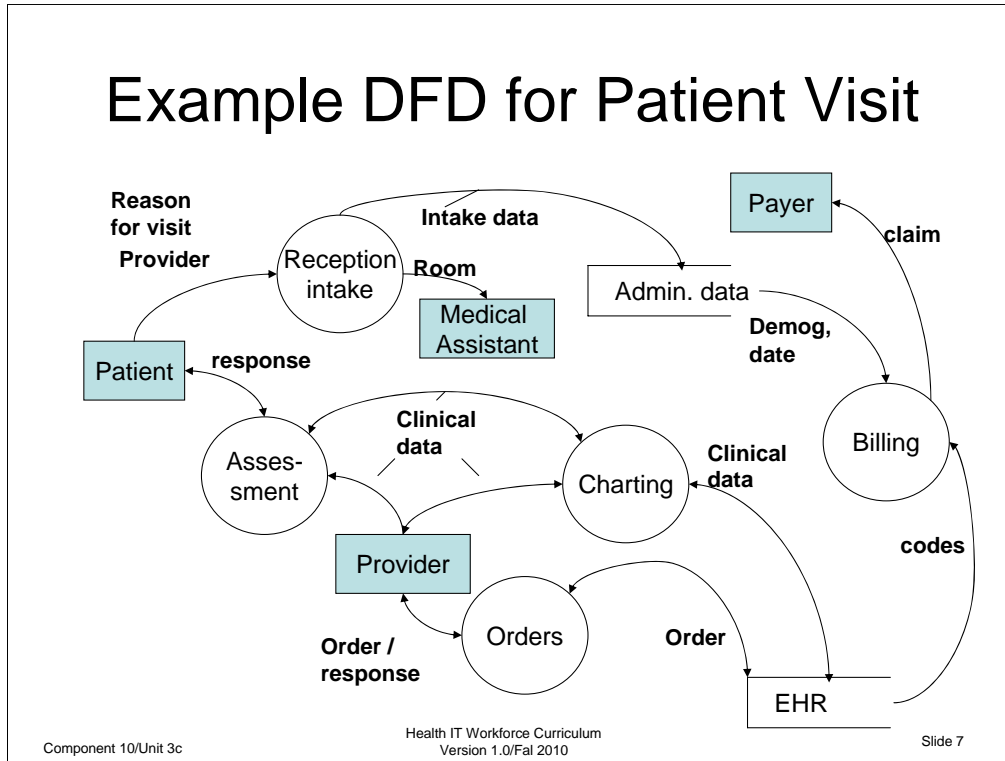 Example DFD for Patient Visit
Reason
for visit
Provider
Reception
intake
Intake data
Room
Medical
Assistant
Payer
claim
Admin. data
Demog,
date
Patient
response
Asses-
sment
Clinical
data
Charting
Clinical
data
Billing
codes
Provider
Order /
response
Orders
Order
EHR
Component 10/Unit 3c
Health IT Workforce Curriculum
Version 1.0/Fal 2010
Slide 7